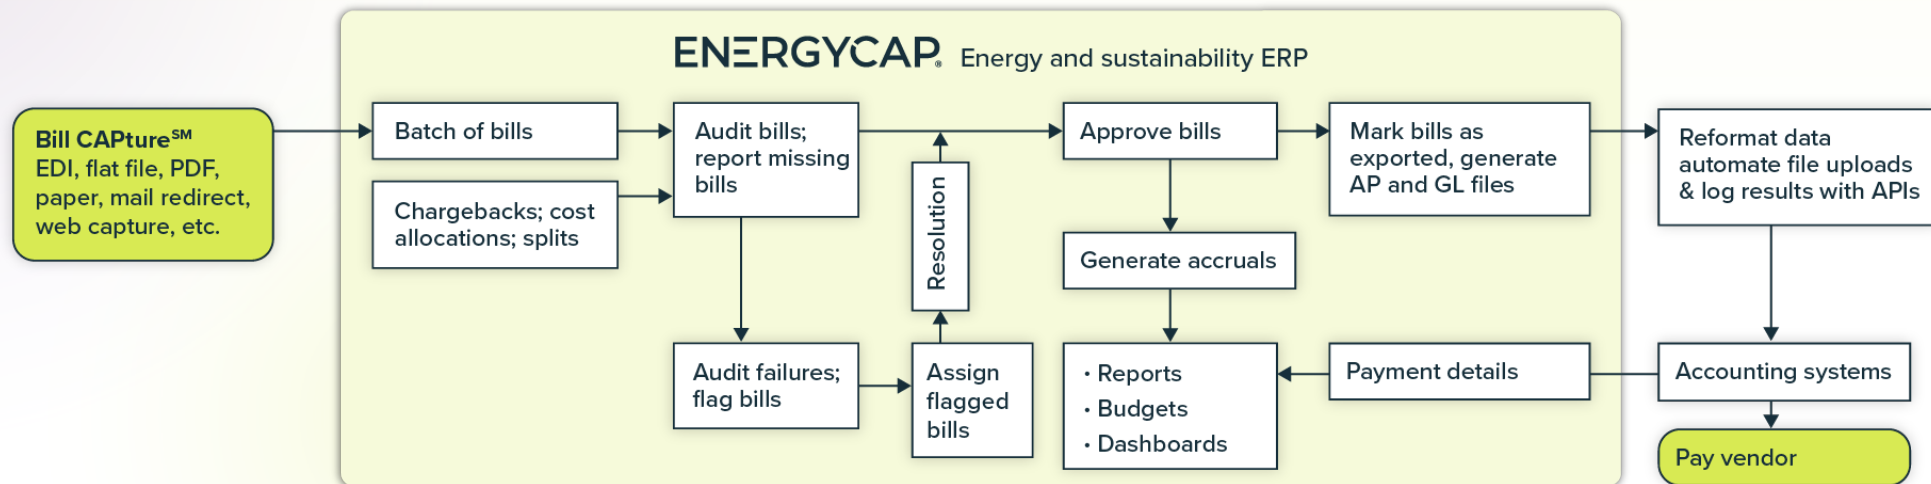 ENERGYCAP® Energy and sustainability ERP
Bill CAPture℠
EDI, flat file, PDF,
paper, mail redirect,
web capture, etc.
Batch of bills
Chargebacks; cost
allocations; splits
Audit bills;
report missing
bills
Audit failures;
flag bills
Assign
flagged
bills
Resolution
Approve bills
Generate accruals
• Reports
• Budgets
• Dashboards
Mark bills as
exported, generate
AP and GL files
Payment details
Reformat data
automate file uploads
& log results with APIs
Accounting systems
Pay vendor